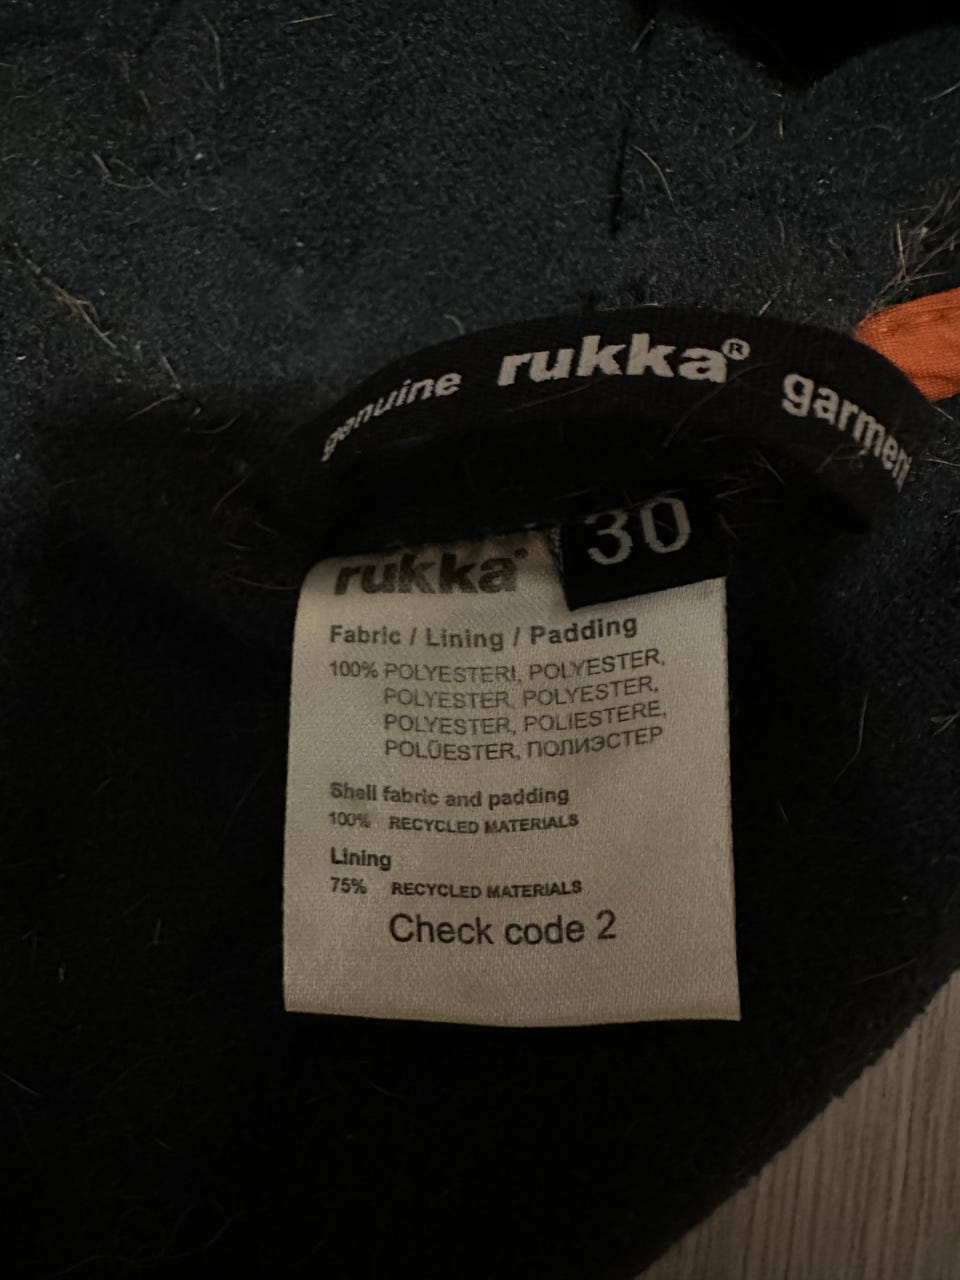 genuine rukka® garment
30
rukka®
Fabric / Lining / Padding
100% POLYESTERI, POLYESTER,
POLYESTER, POLYESTER,
POLYESTER, POLIESTERE,
POLÜESTER, ПОЛИЭСТЕР
Shell fabric and padding
100% RECYCLED MATERIALS
Lining
75% RECYCLED MATERIALS
Check code 2